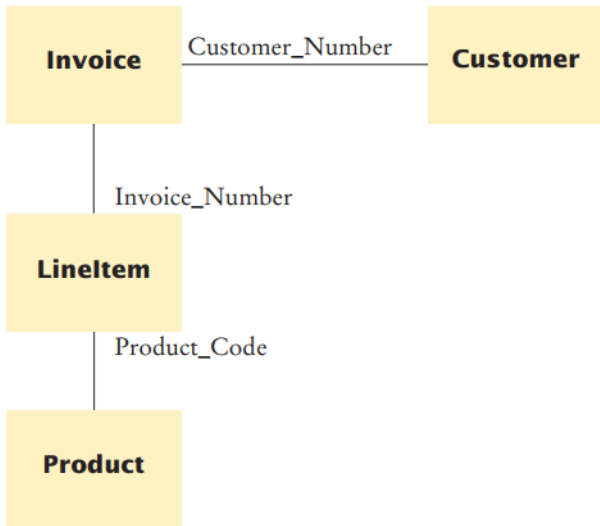 Invoice
Customer_Number
Customer
Invoice_Number
LineItem
Product_Code
Product